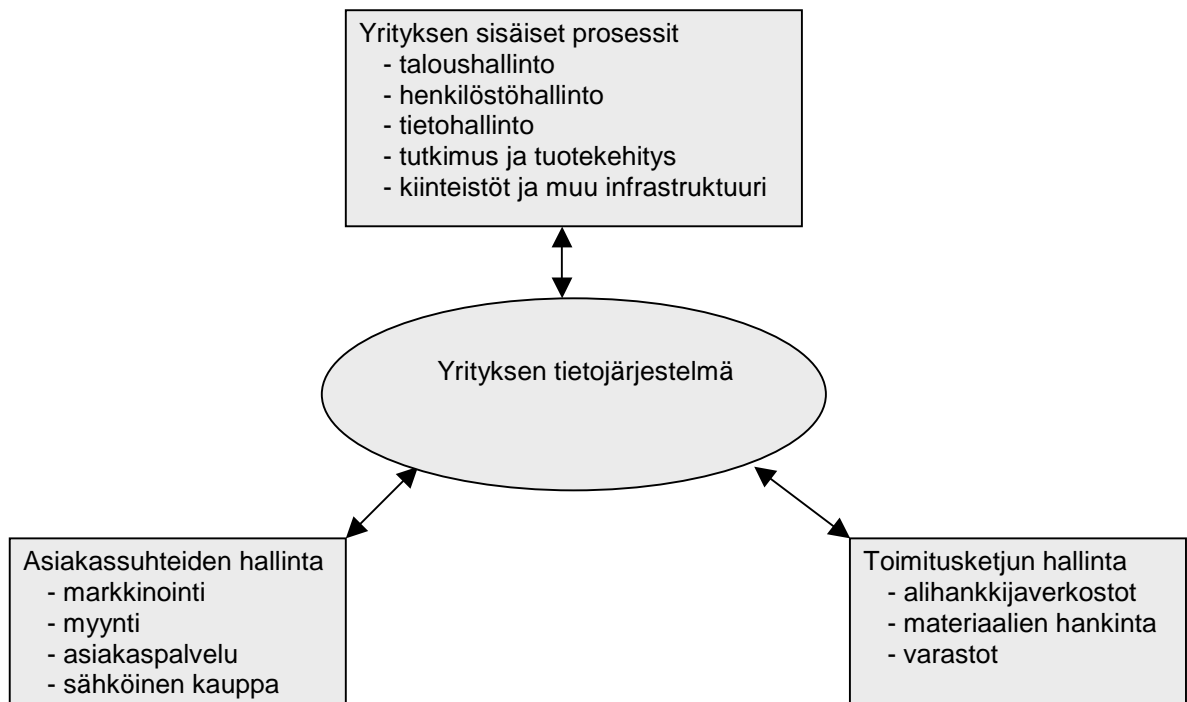 Yrityksen sisäiset prosessit
- taloushallinto
- henkilöstöhallinto
- tietohallinto
- tutkimus ja tuotekehitys
- kiinteistöt ja muu infrastruktuuri
Yrityksen tietojärjestelmä
Asiakassuhteiden hallinta
- markkinointi
- myynti
- asiakaspalvelu
- sähköinen kauppa
Toimitusketjun hallinta
- alihankkijaverkostot
- materiaalien hankinta
- varastot